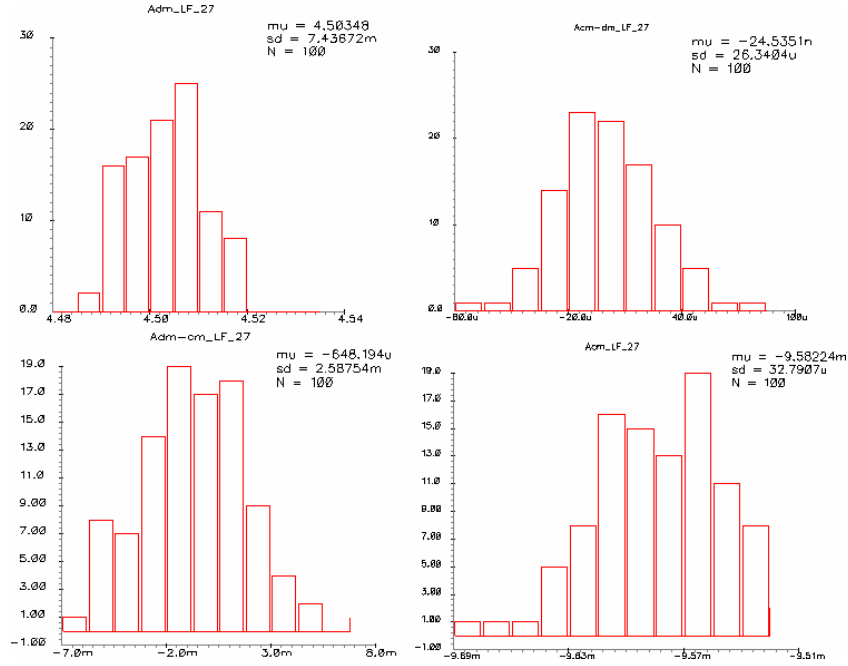 Adm_LF_27
mu = 4.50348
sd = 7.43672m
N = 100
30
20
10
0.0
4.48
4.50
4.52
4.54
Acm-dm_LF_27
mu = -24.5351n
sd = 26.3404u
N = 100
30
20
10
0.0
-80.0u
-20.0u
40.0u
100u
Adm-cm_LF_27
mu = -648.194u
sd = 2.58754m
N = 100
19.0
17.0
15.0
13.0
11.0
9.00
7.00
5.00
3.00
1.00
-1.00
-7.0m
-2.0m
3.0m
8.0m
Acm_LF_27
mu = -9.58224m
sd = 32.7907u
N = 100
19.0
17.0
15.0
13.0
11.0
9.00
7.00
5.00
3.00
1.00
-1.00
-9.69m
-9.63m
-9.57m
-9.51m